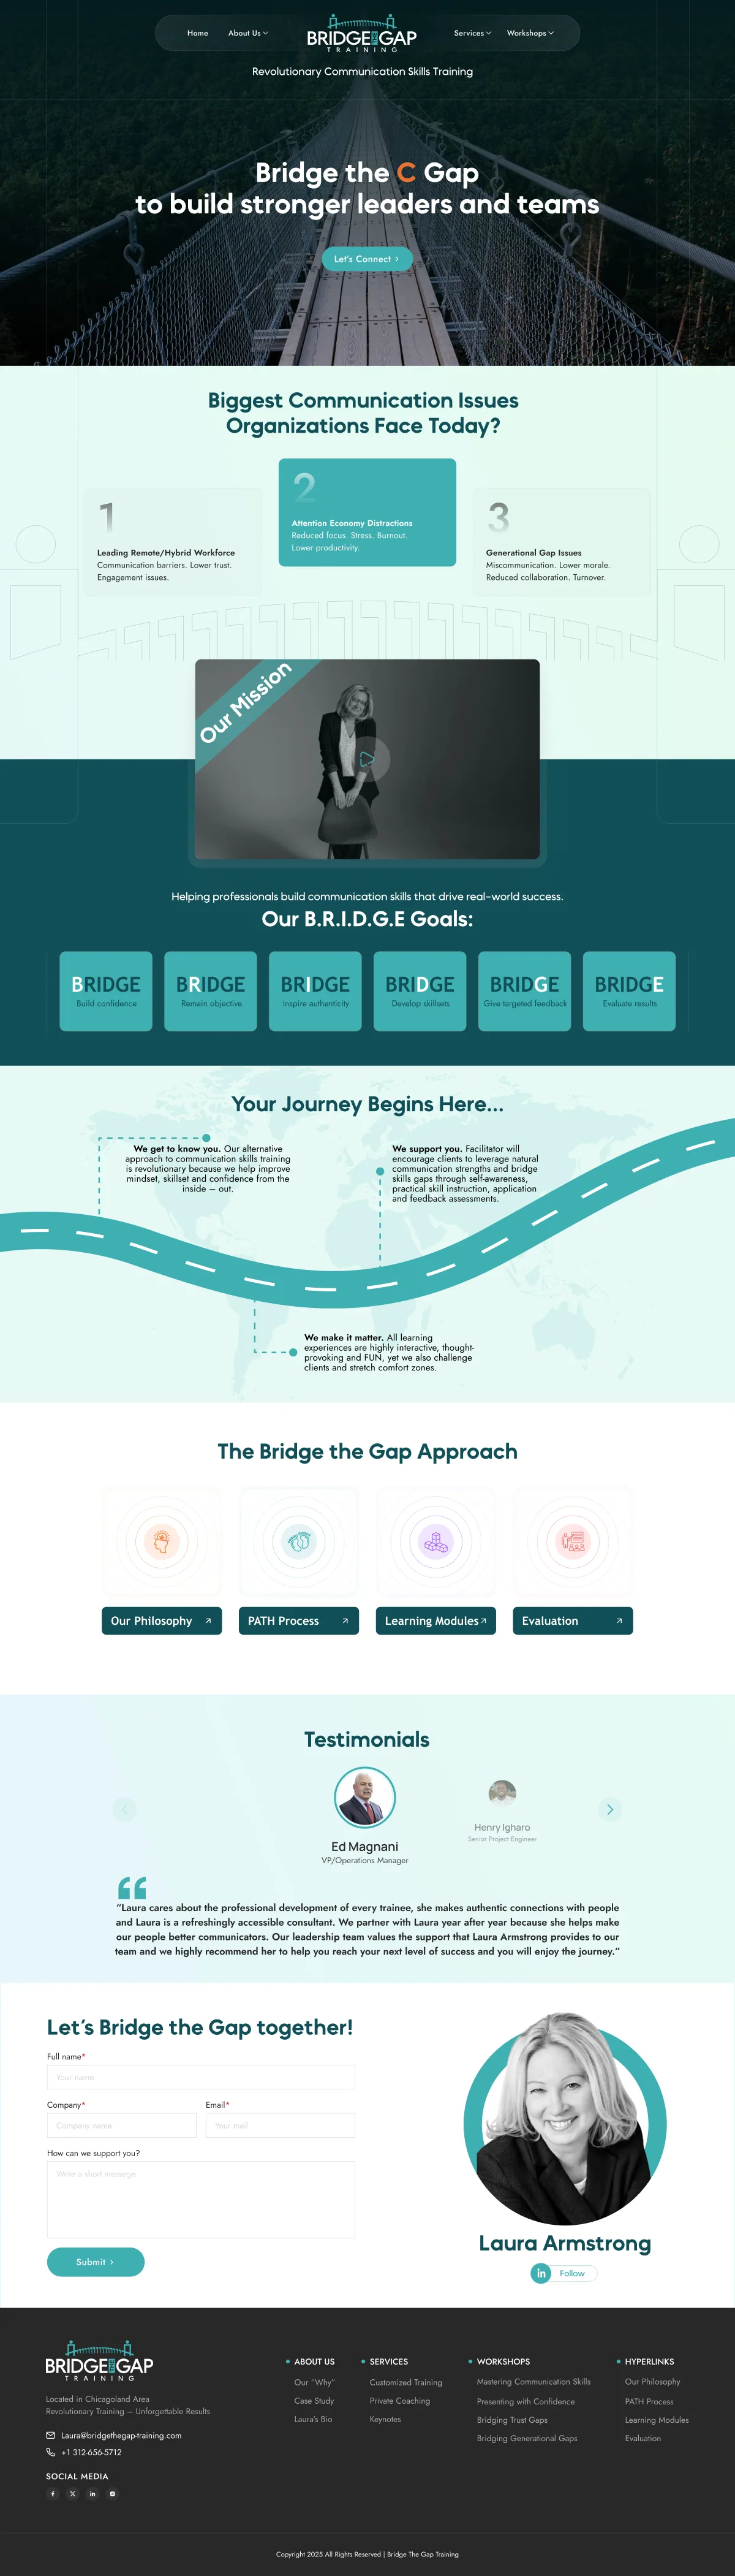 Home
About Us
BRIDGE THE GAP
TRAINING
Services
Workshops
Revolutionary Communication Skills Training
Bridge the C Gap
to build stronger leaders and teams
Let's Connect
Biggest Communication Issues
Organizations Face Today?
1
Leading Remote/Hybrid Workforce
Communication barriers. Lower trust.
Engagement issues.
2
Attention Economy Distractions
Reduced focus. Stress. Burnout.
Lower productivity.
3
Generational Gap Issues
Miscommunication. Lower morale.
Reduced collaboration. Turnover.
Our Mission
Helping professionals build communication skills that drive real-world success.
Our B.R.I.D.G.E Goals:
BRIDGE
Build confidence
BRIDGE
Remain objective
BRIDGE
Inspire authenticity
BRIDGE
Develop skillsets
BRIDGE
Give targeted feedback
BRIDGE
Evaluate results
Your Journey Begins Here...
We get to know you. Our alternative
approach to communication skills training
is revolutionary because we help improve
mindset, skillset and confidence from the
inside – out.
We support you. Facilitator will
encourage clients to leverage natural
communication strengths and bridge
skills gaps through self-awareness,
practical skill instruction, application
and feedback assessments.
We make it matter. All learning
experiences are highly interactive, thought-
provoking and FUN, yet we also challenge
clients and stretch comfort zones.
The Bridge the Gap Approach
Our Philosophy
PATH Process
Learning Modules
Evaluation
Testimonials
Ed Magnani
VP/Operations Manager
Henry Igharo
Senior Project Engineer
“Laura cares about the professional development of every trainee, she makes authentic connections with people
and Laura is a refreshingly accessible consultant. We partner with Laura year after year because she helps make
our people better communicators. Our leadership team values the support that Laura Armstrong provides to our
team and we highly recommend her to help you reach your next level of success and you will enjoy the journey.”
Let's Bridge the Gap together!
Full name*
Your name
Company*
Email*
Company name
Your mail
How can we support you?
Write a short messege
Submit
Laura Armstrong
in Follow
BRIDGE THE GAP
TRAINING
Located in Chicagoland Area
Revolutionary Training – Unforgettable Results
Laura@bridgethegap-training.com
+1 312-656-5712
SOCIAL MEDIA
ABOUT US
Our “Why”
Case Study
Laura's Bio
SERVICES
Customized Training
Private Coaching
Keynotes
WORKSHOPS
Mastering Communication Skills
Presenting with Confidence
Bridging Trust Gaps
Bridging Generational Gaps
HYPERLINKS
Our Philosophy
PATH Process
Learning Modules
Evaluation
Copyright 2025 All Rights Reserved | Bridge The Gap Training